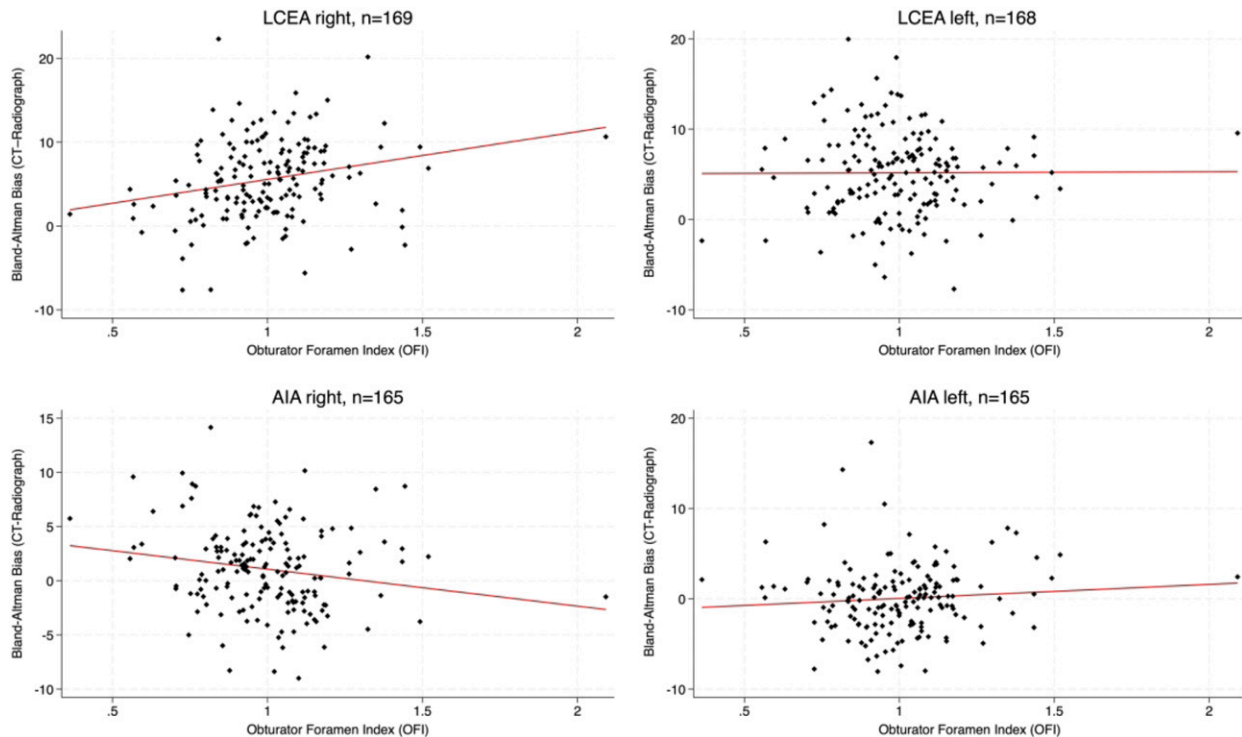 LCEA right, n=169
Bland-Altman Bias (CT–Radiograph)
20
10
0
-10
.5 1 1.5 2
Obturator Foramen Index (OFI)
LCEA left, n=168
Bland-Altman Bias (CT-Radiograph)
20
10
0
-10
.5 1 1.5 2
Obturator Foramen Index (OFI)
AIA right, n=165
Bland-Altman Bias (CT-Radiograph)
15
10
5
0
-5
-10
.5 1 1.5 2
Obturator Foramen Index (OFI)
AIA left, n=165
Bland-Altman Bias (CT-Radiograph)
20
10
0
-10
.5 1 1.5 2
Obturator Foramen Index (OFI)